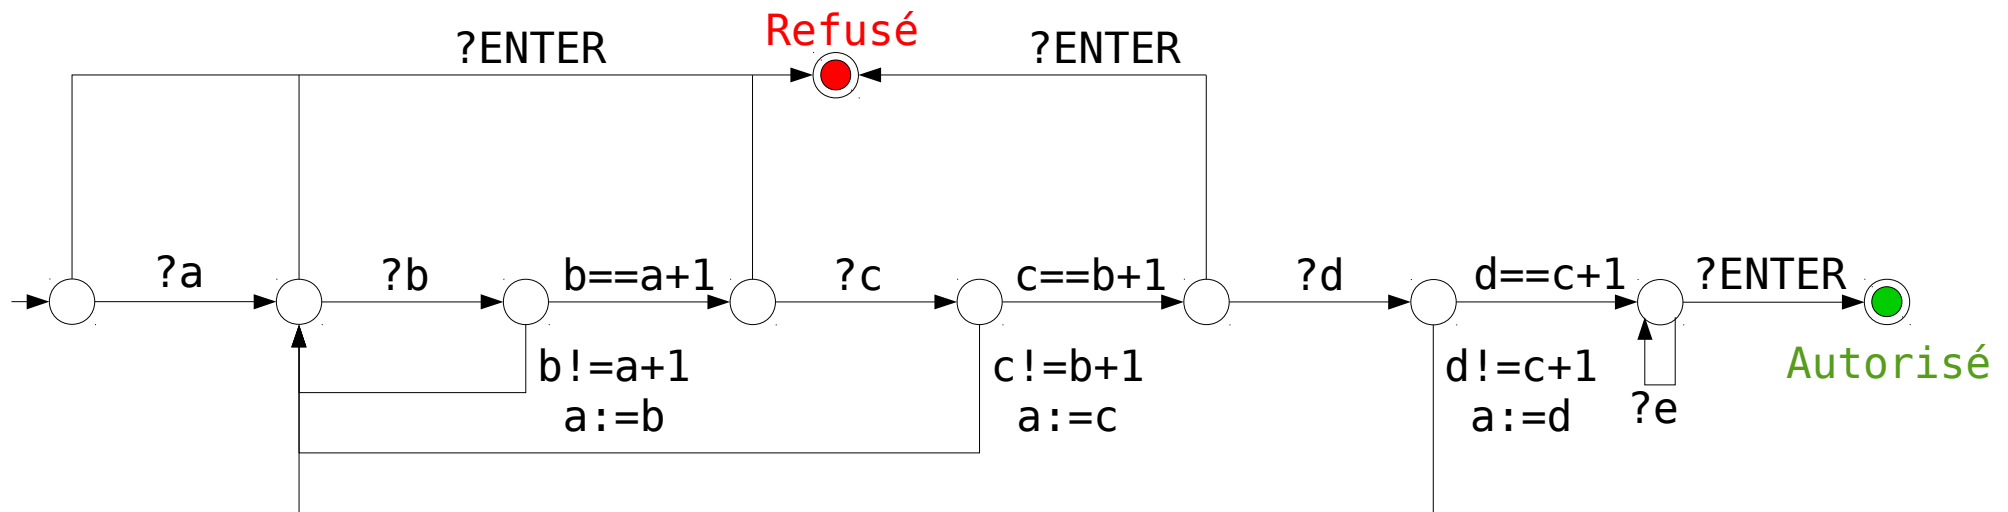 Refusé
?ENTER
?ENTER
?a
?b
b==a+1
?c
c==b+1
?d
d==c+1
?ENTER
b!=a+1
a:=b
c!=b+1
a:=c
d!=c+1
a:=d
?e
Autorisé